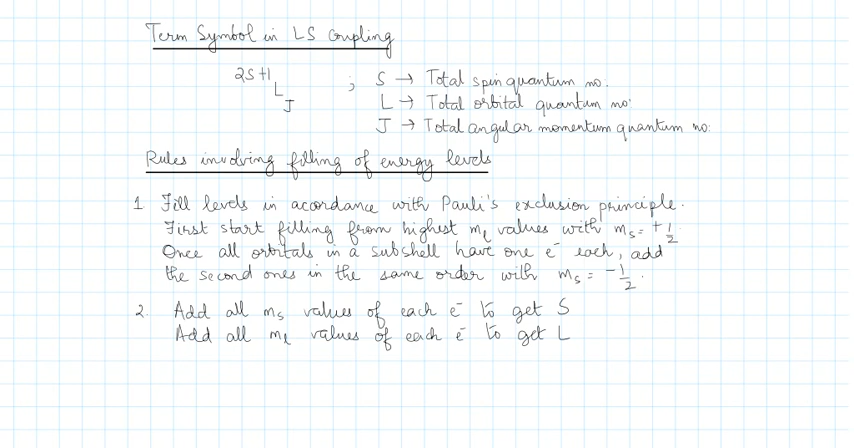 Term Symbol in LS Coupling
2S+1 L J ; S → Total spin quantum no:
L → Total orbital quantum no:
J → Total angular momentum quantum no:
Rules involving filling of energy levels
1 Fill levels in acordance with Pauli's exclusion principle.
First start filling from highest mℓ values with ms = +1/2
Once all orbitals in a subshell have one e⁻ each, add
the second ones in the same order with ms = -1/2.
2. Add all ms values of each e⁻ to get S
Add all mℓ values of each e⁻ to get L